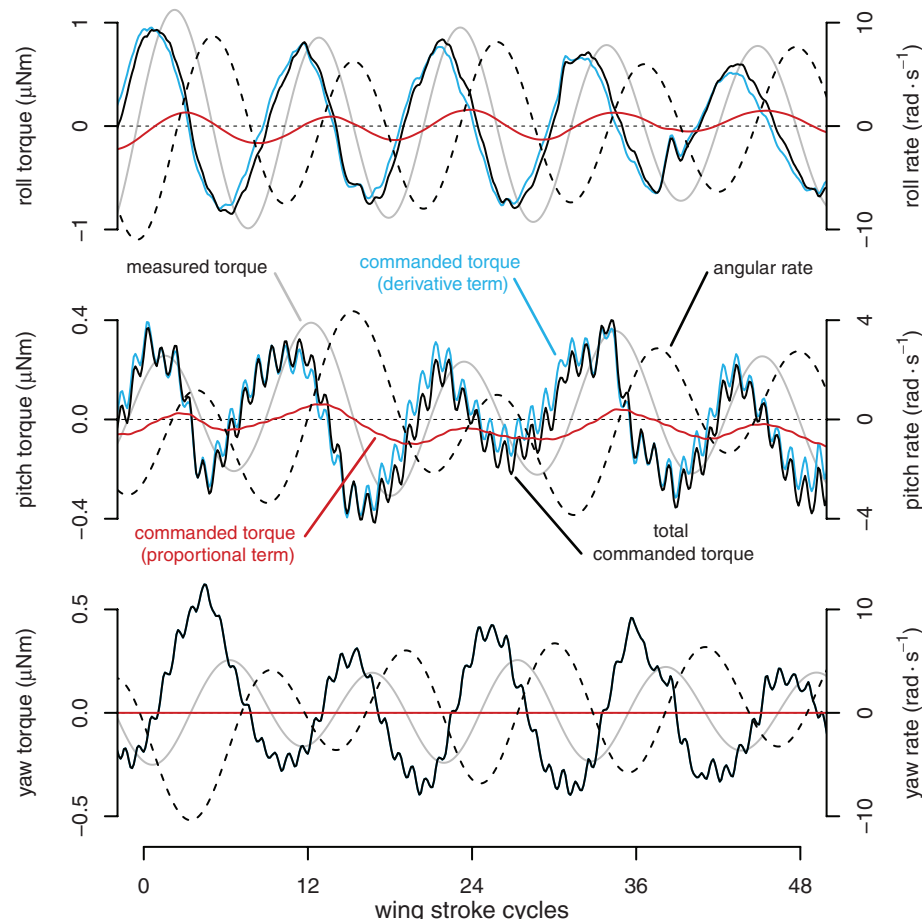 roll torque (μNm)
1
0
−1
10
0
−10
roll rate (rad · s⁻¹)
measured torque
commanded torque
(derivative term)
angular rate
pitch torque (μNm)
0.4
0.0
−0.4
4
0
−4
pitch rate (rad · s⁻¹)
commanded torque
(proportional term)
total
commanded torque
yaw torque (μNm)
0.5
0.0
−0.5
10
0
−10
yaw rate (rad · s⁻¹)
0 12 24 36 48
wing stroke cycles